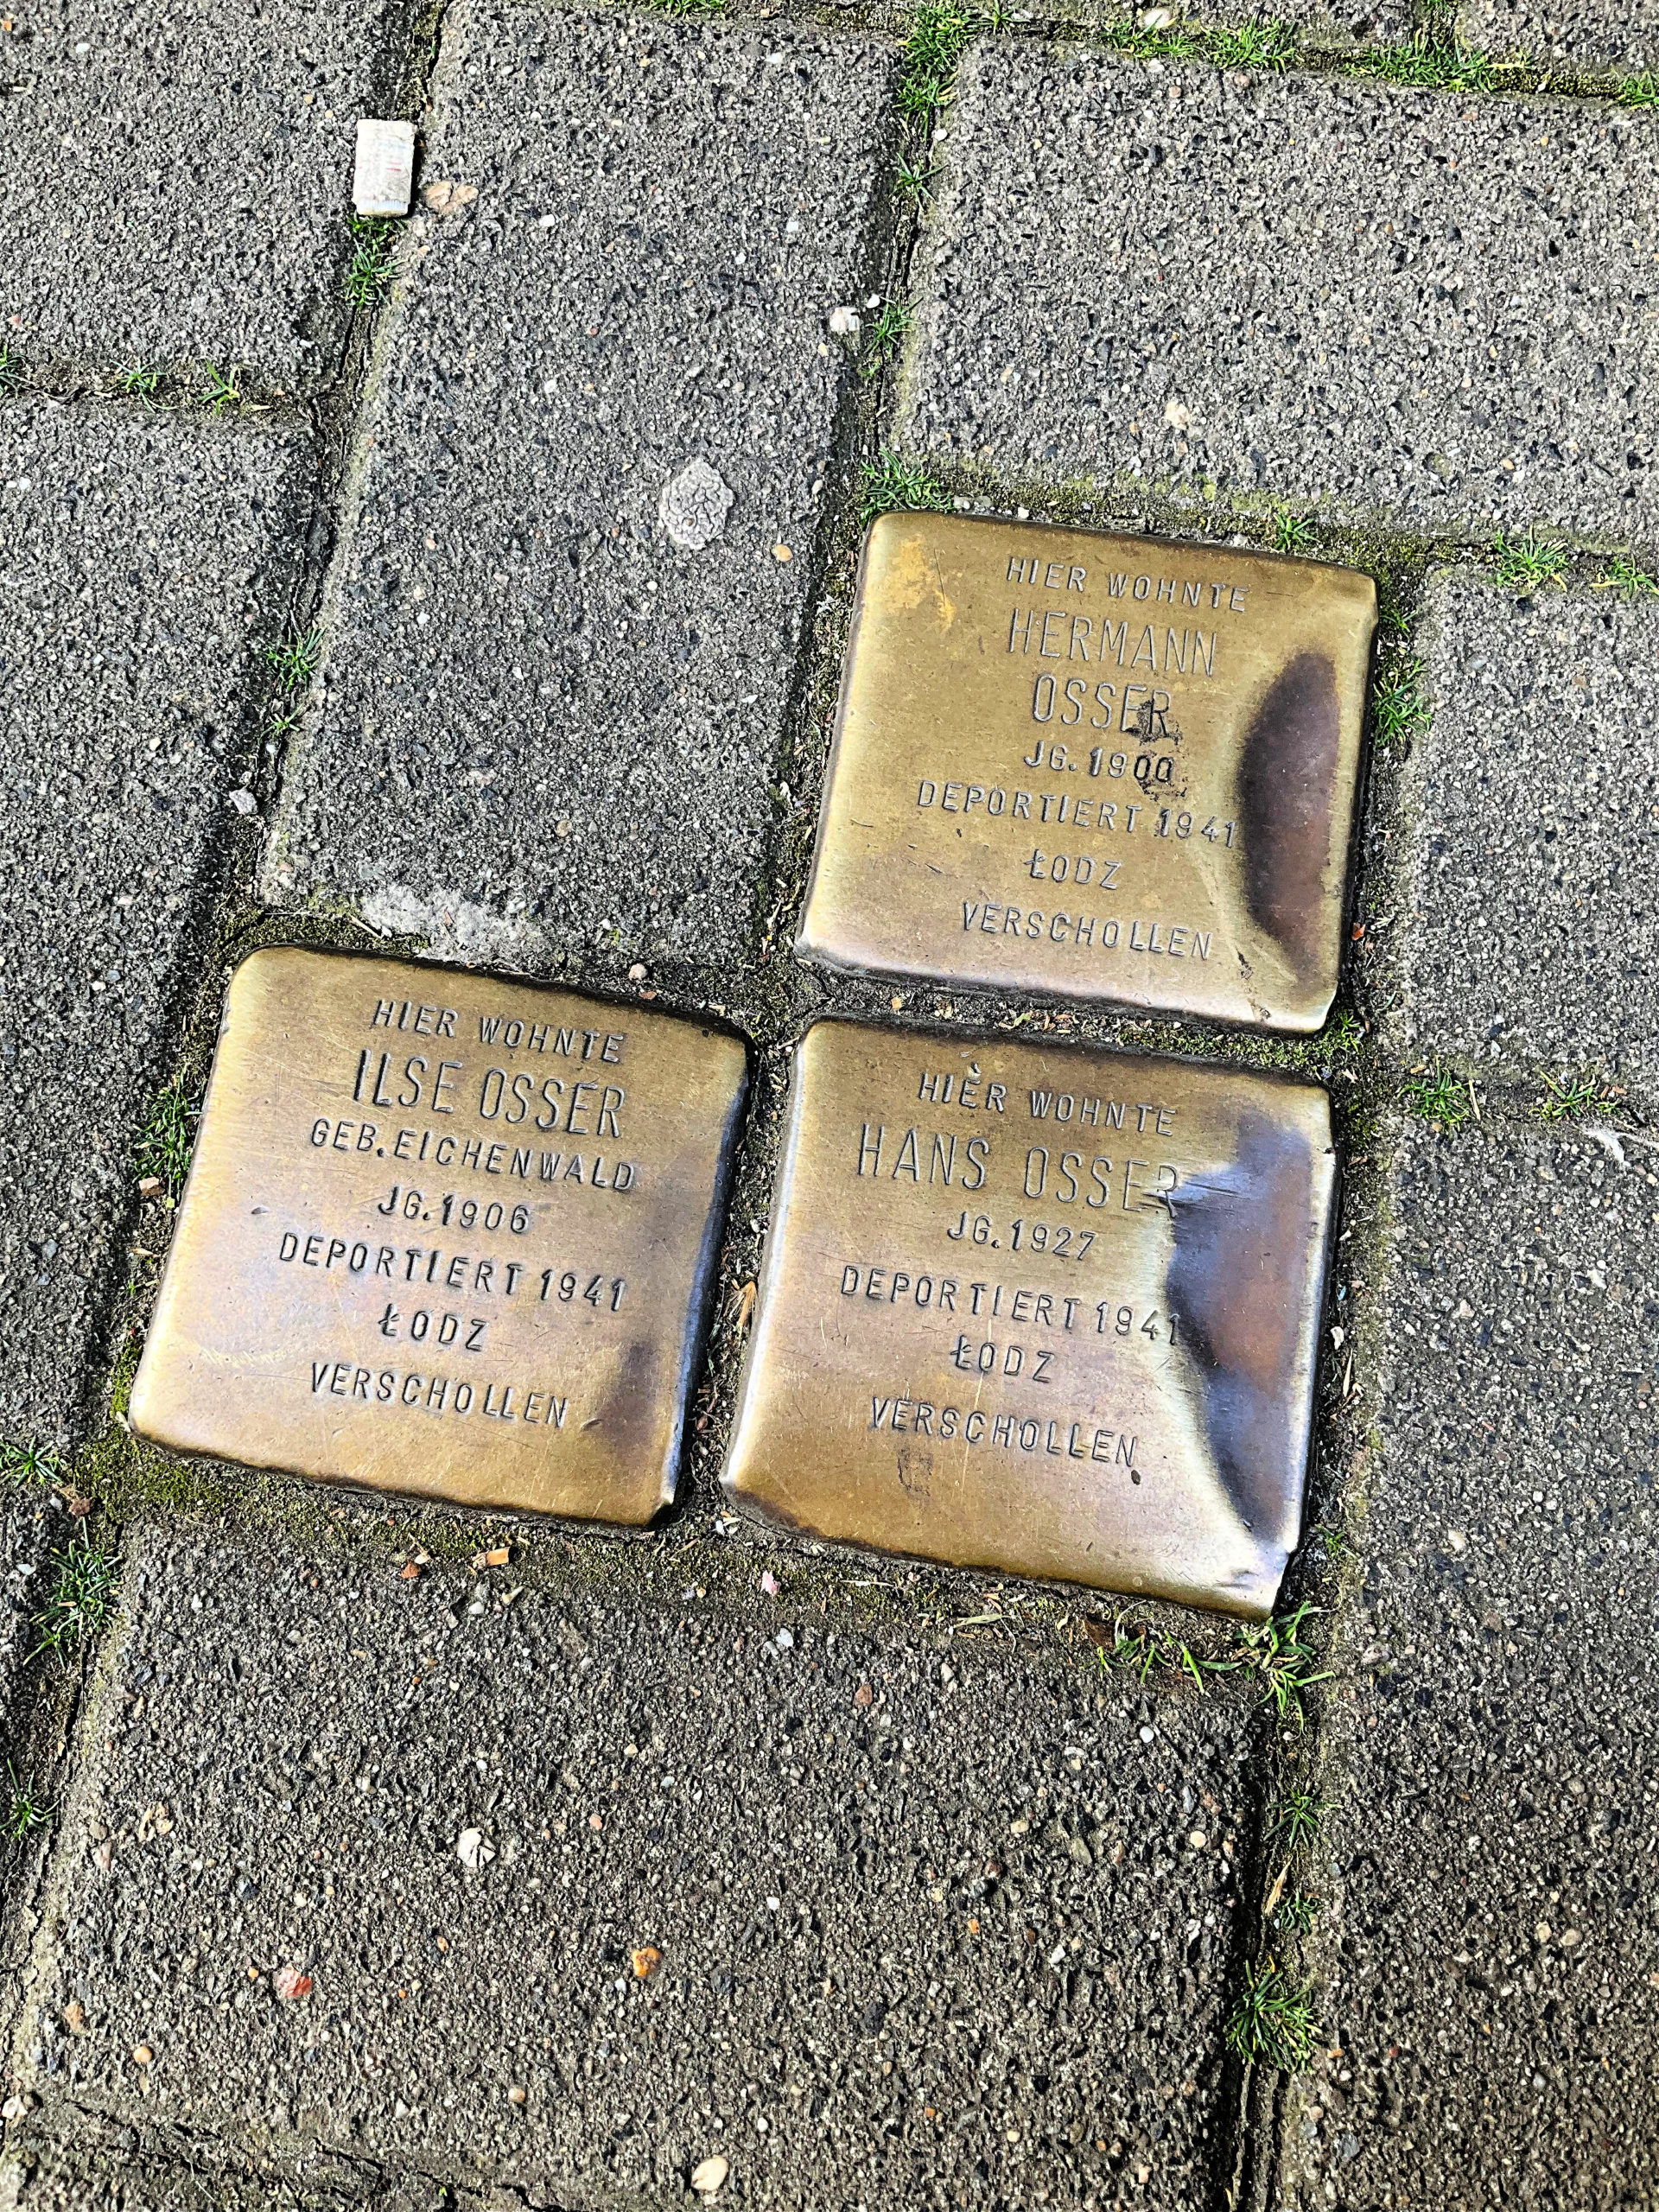 HIER WOHNTE
HERMANN
OSSER
JG. 1900
DEPORTIERT 1941
ŁODZ
VERSCHOLLEN
HIER WOHNTE
ILSE OSSER
GEB. EICHENWALD
JG. 1906
DEPORTIERT 1941
ŁODZ
VERSCHOLLEN
HIER WOHNTE
HANS OSSER
JG. 1927
DEPORTIERT 1941
ŁODZ
VERSCHOLLEN